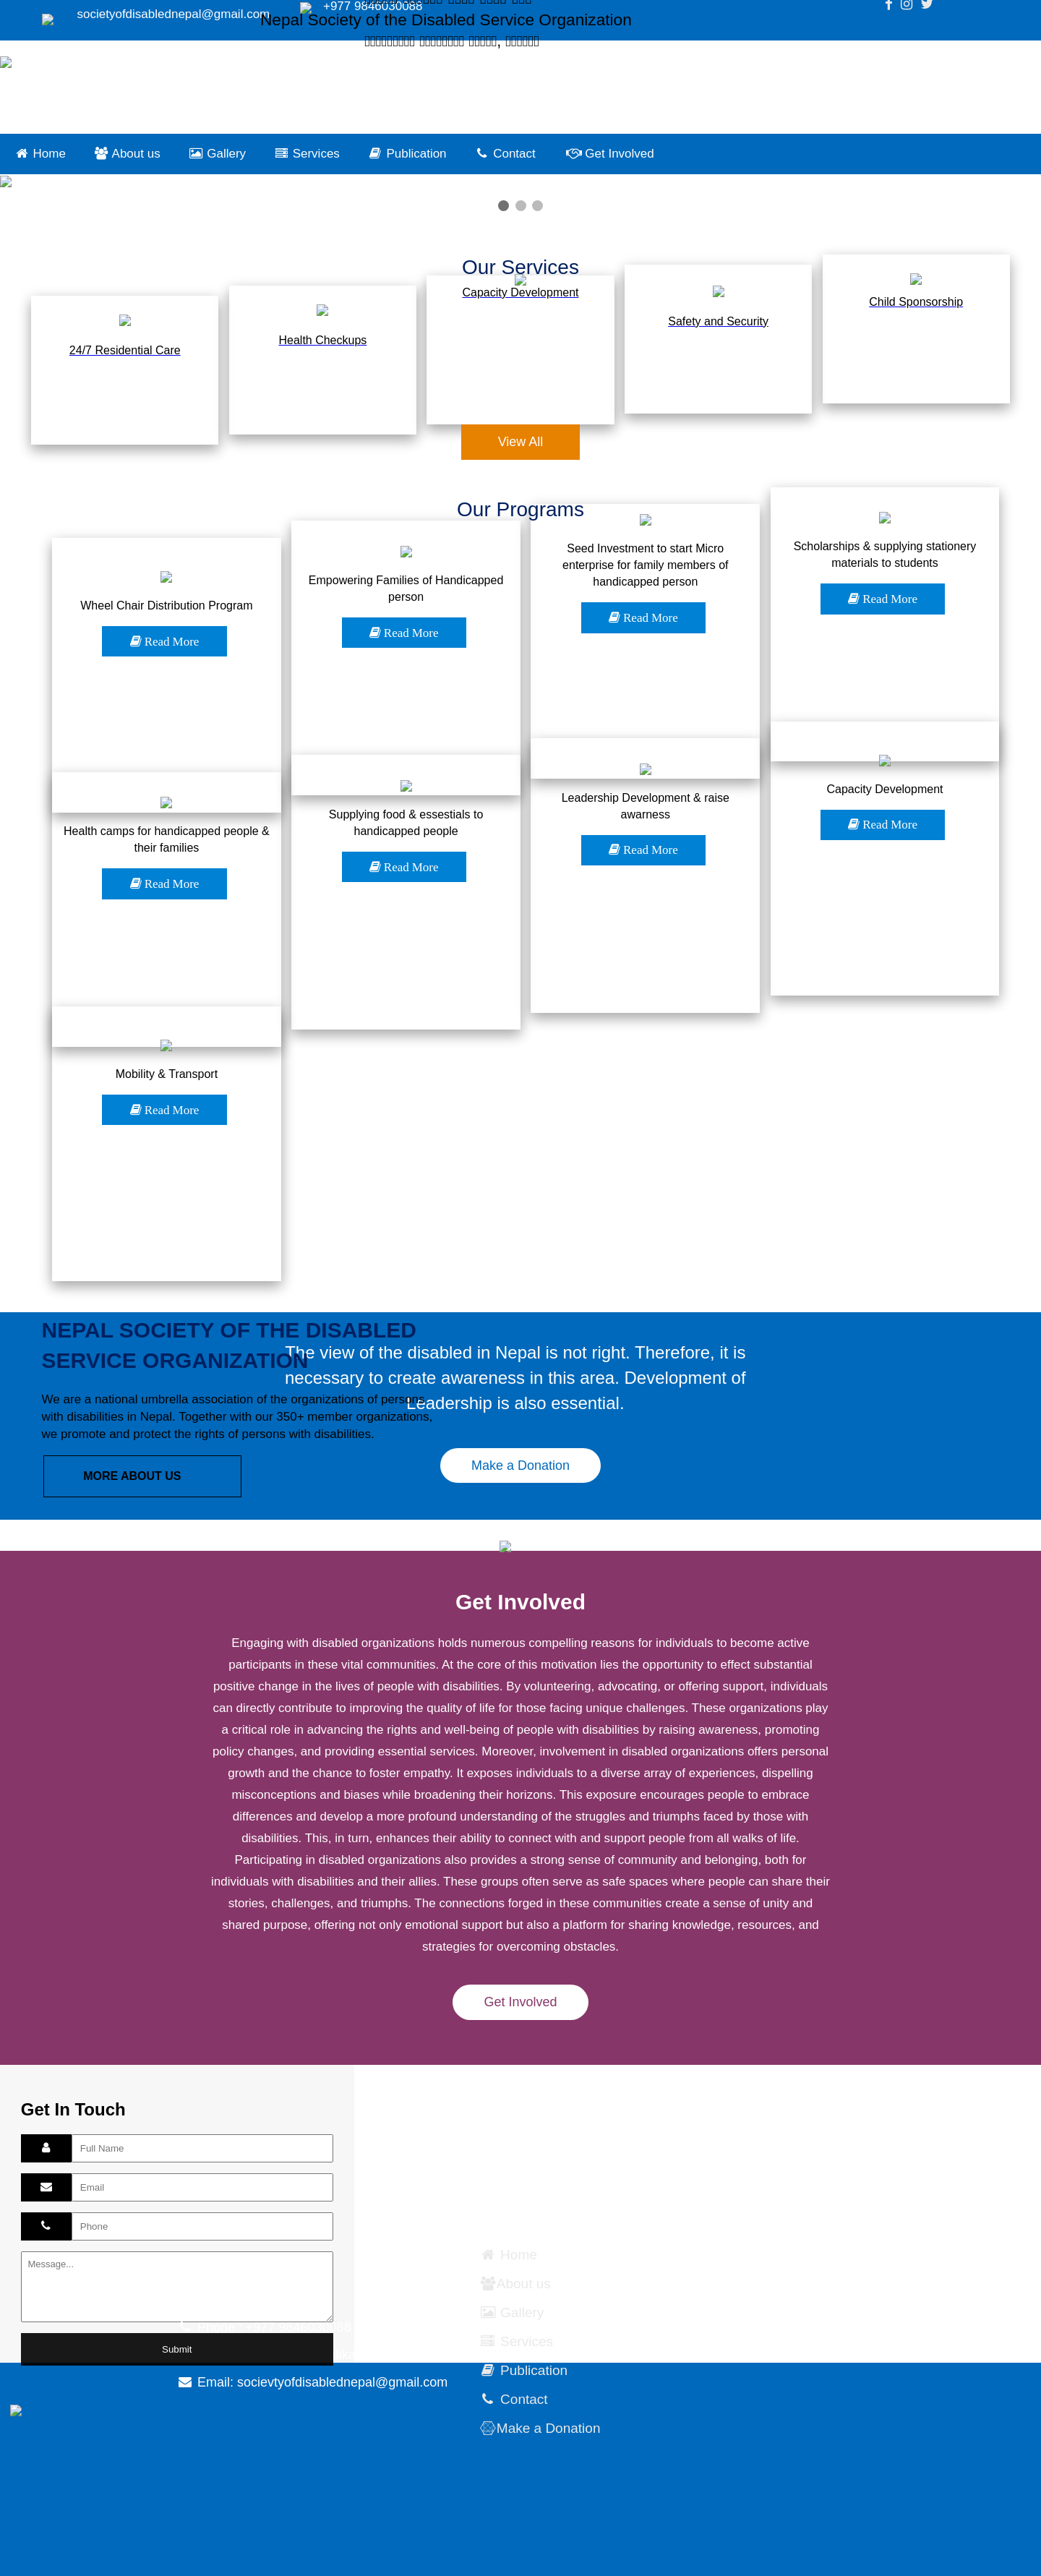 societyofdisablednepal@gmail.com
+977 9846030088
Nepal Society of the Disabled Service Organization
Home
About us
Gallery
Services
Publication
Contact
Get Involved
Our Services
24/7 Residential Care
Health Checkups
Capacity Development
Safety and Security
Child Sponsorship
View All
Our Programs
Wheel Chair Distribution Program
Read More
Empowering Families of Handicapped
person
Read More
Seed Investment to start Micro
enterprise for family members of
handicapped person
Read More
Scholarships & supplying stationery
materials to students
Read More
Health camps for handicapped people &
their families
Read More
Supplying food & essestials to
handicapped people
Read More
Leadership Development & raise
awarness
Read More
Capacity Development
Read More
Mobility & Transport
Read More
NEPAL SOCIETY OF THE DISABLED
SERVICE ORGANIZATION
We are a national umbrella association of the organizations of persons
with disabilities in Nepal. Together with our 350+ member organizations,
we promote and protect the rights of persons with disabilities.
MORE ABOUT US
The view of the disabled in Nepal is not right. Therefore, it is
necessary to create awareness in this area. Development of
Leadership is also essential.
Make a Donation
Get Involved
Engaging with disabled organizations holds numerous compelling reasons for individuals to become active
participants in these vital communities. At the core of this motivation lies the opportunity to effect substantial
positive change in the lives of people with disabilities. By volunteering, advocating, or offering support, individuals
can directly contribute to improving the quality of life for those facing unique challenges. These organizations play
a critical role in advancing the rights and well-being of people with disabilities by raising awareness, promoting
policy changes, and providing essential services. Moreover, involvement in disabled organizations offers personal
growth and the chance to foster empathy. It exposes individuals to a diverse array of experiences, dispelling
misconceptions and biases while broadening their horizons. This exposure encourages people to embrace
differences and develop a more profound understanding of the struggles and triumphs faced by those with
disabilities. This, in turn, enhances their ability to connect with and support people from all walks of life.
Participating in disabled organizations also provides a strong sense of community and belonging, both for
individuals with disabilities and their allies. These groups often serve as safe spaces where people can share their
stories, challenges, and triumphs. The connections forged in these communities create a sense of unity and
shared purpose, offering not only emotional support but also a platform for sharing knowledge, resources, and
strategies for overcoming obstacles.
Get Involved
Get In Touch
Full Name
Email
Phone
Message...
Submit
Email: socievtyofdisablednepal@gmail.com
Home
About us
Gallery
Services
Publication
Contact
Make a Donation